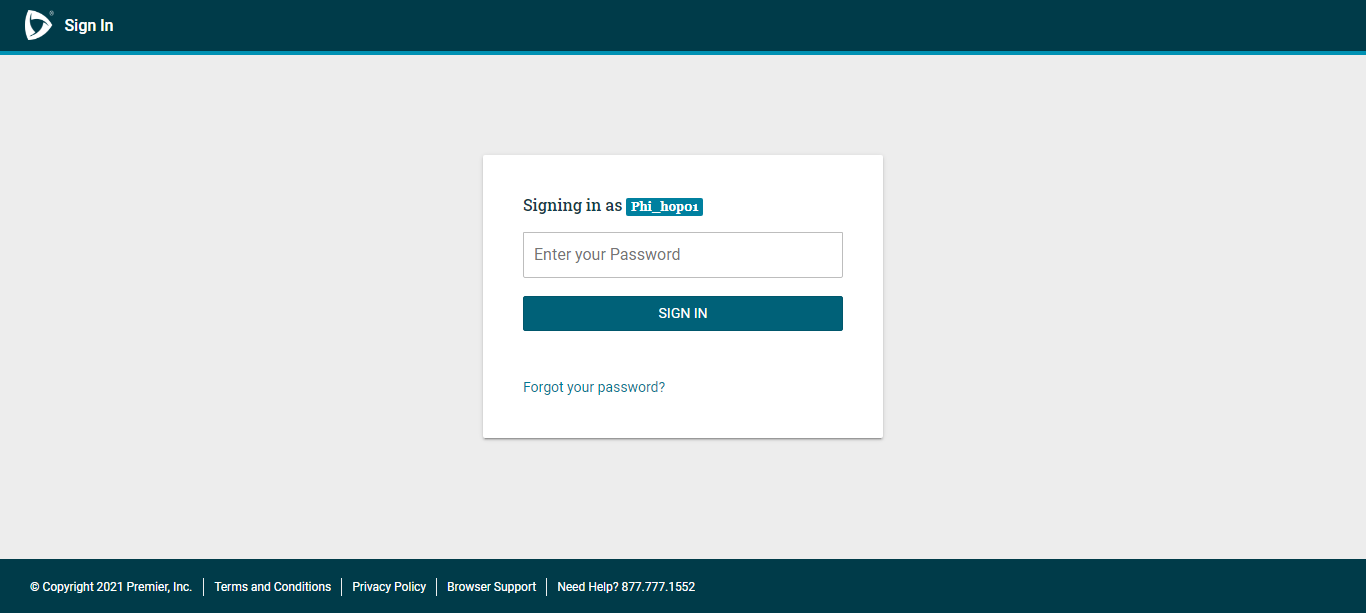 Sign In
Signing in as Phi_hop01
Enter your Password
SIGN IN
Forgot your password?
© Copyright 2021 Premier, Inc. Terms and Conditions Privacy Policy Browser Support Need Help? 877.777.1552